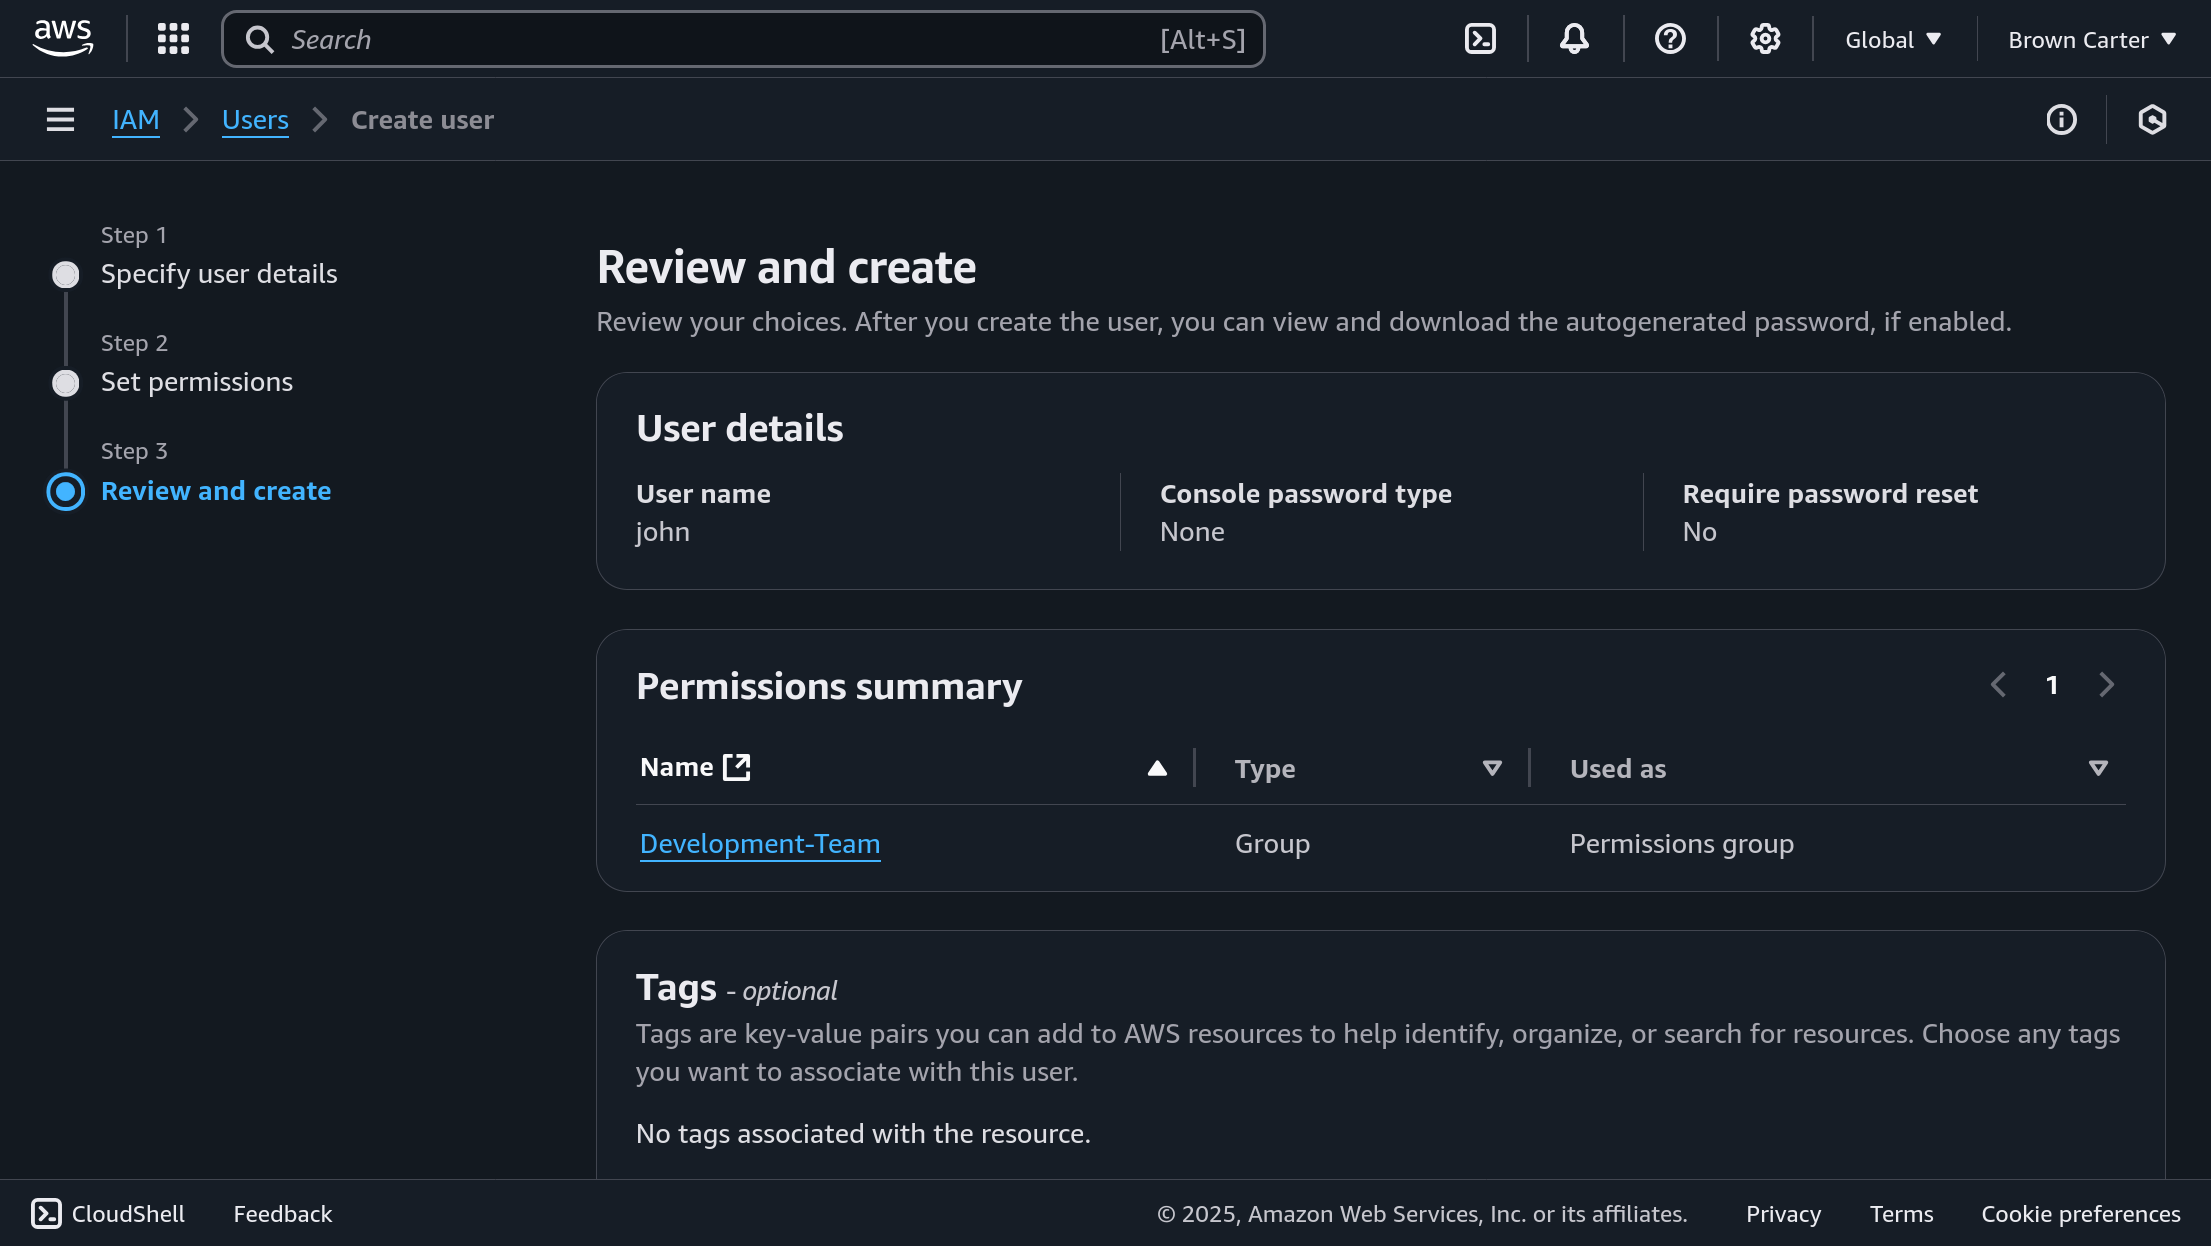 aws
Search [Alt+S]
Global
Brown Carter
IAM
Users
Create user
Step 1
Specify user details
Step 2
Set permissions
Step 3
Review and create
Review and create
Review your choices. After you create the user, you can view and download the autogenerated password, if enabled.
User details
User name
john
Console password type
None
Require password reset
No
Permissions summary
1
Name Type Used as
Development-Team Group Permissions group
Tags - optional
Tags are key-value pairs you can add to AWS resources to help identify, organize, or search for resources. Choose any tags
you want to associate with this user.
No tags associated with the resource.
CloudShell Feedback © 2025, Amazon Web Services, Inc. or its affiliates. Privacy Terms Cookie preferences